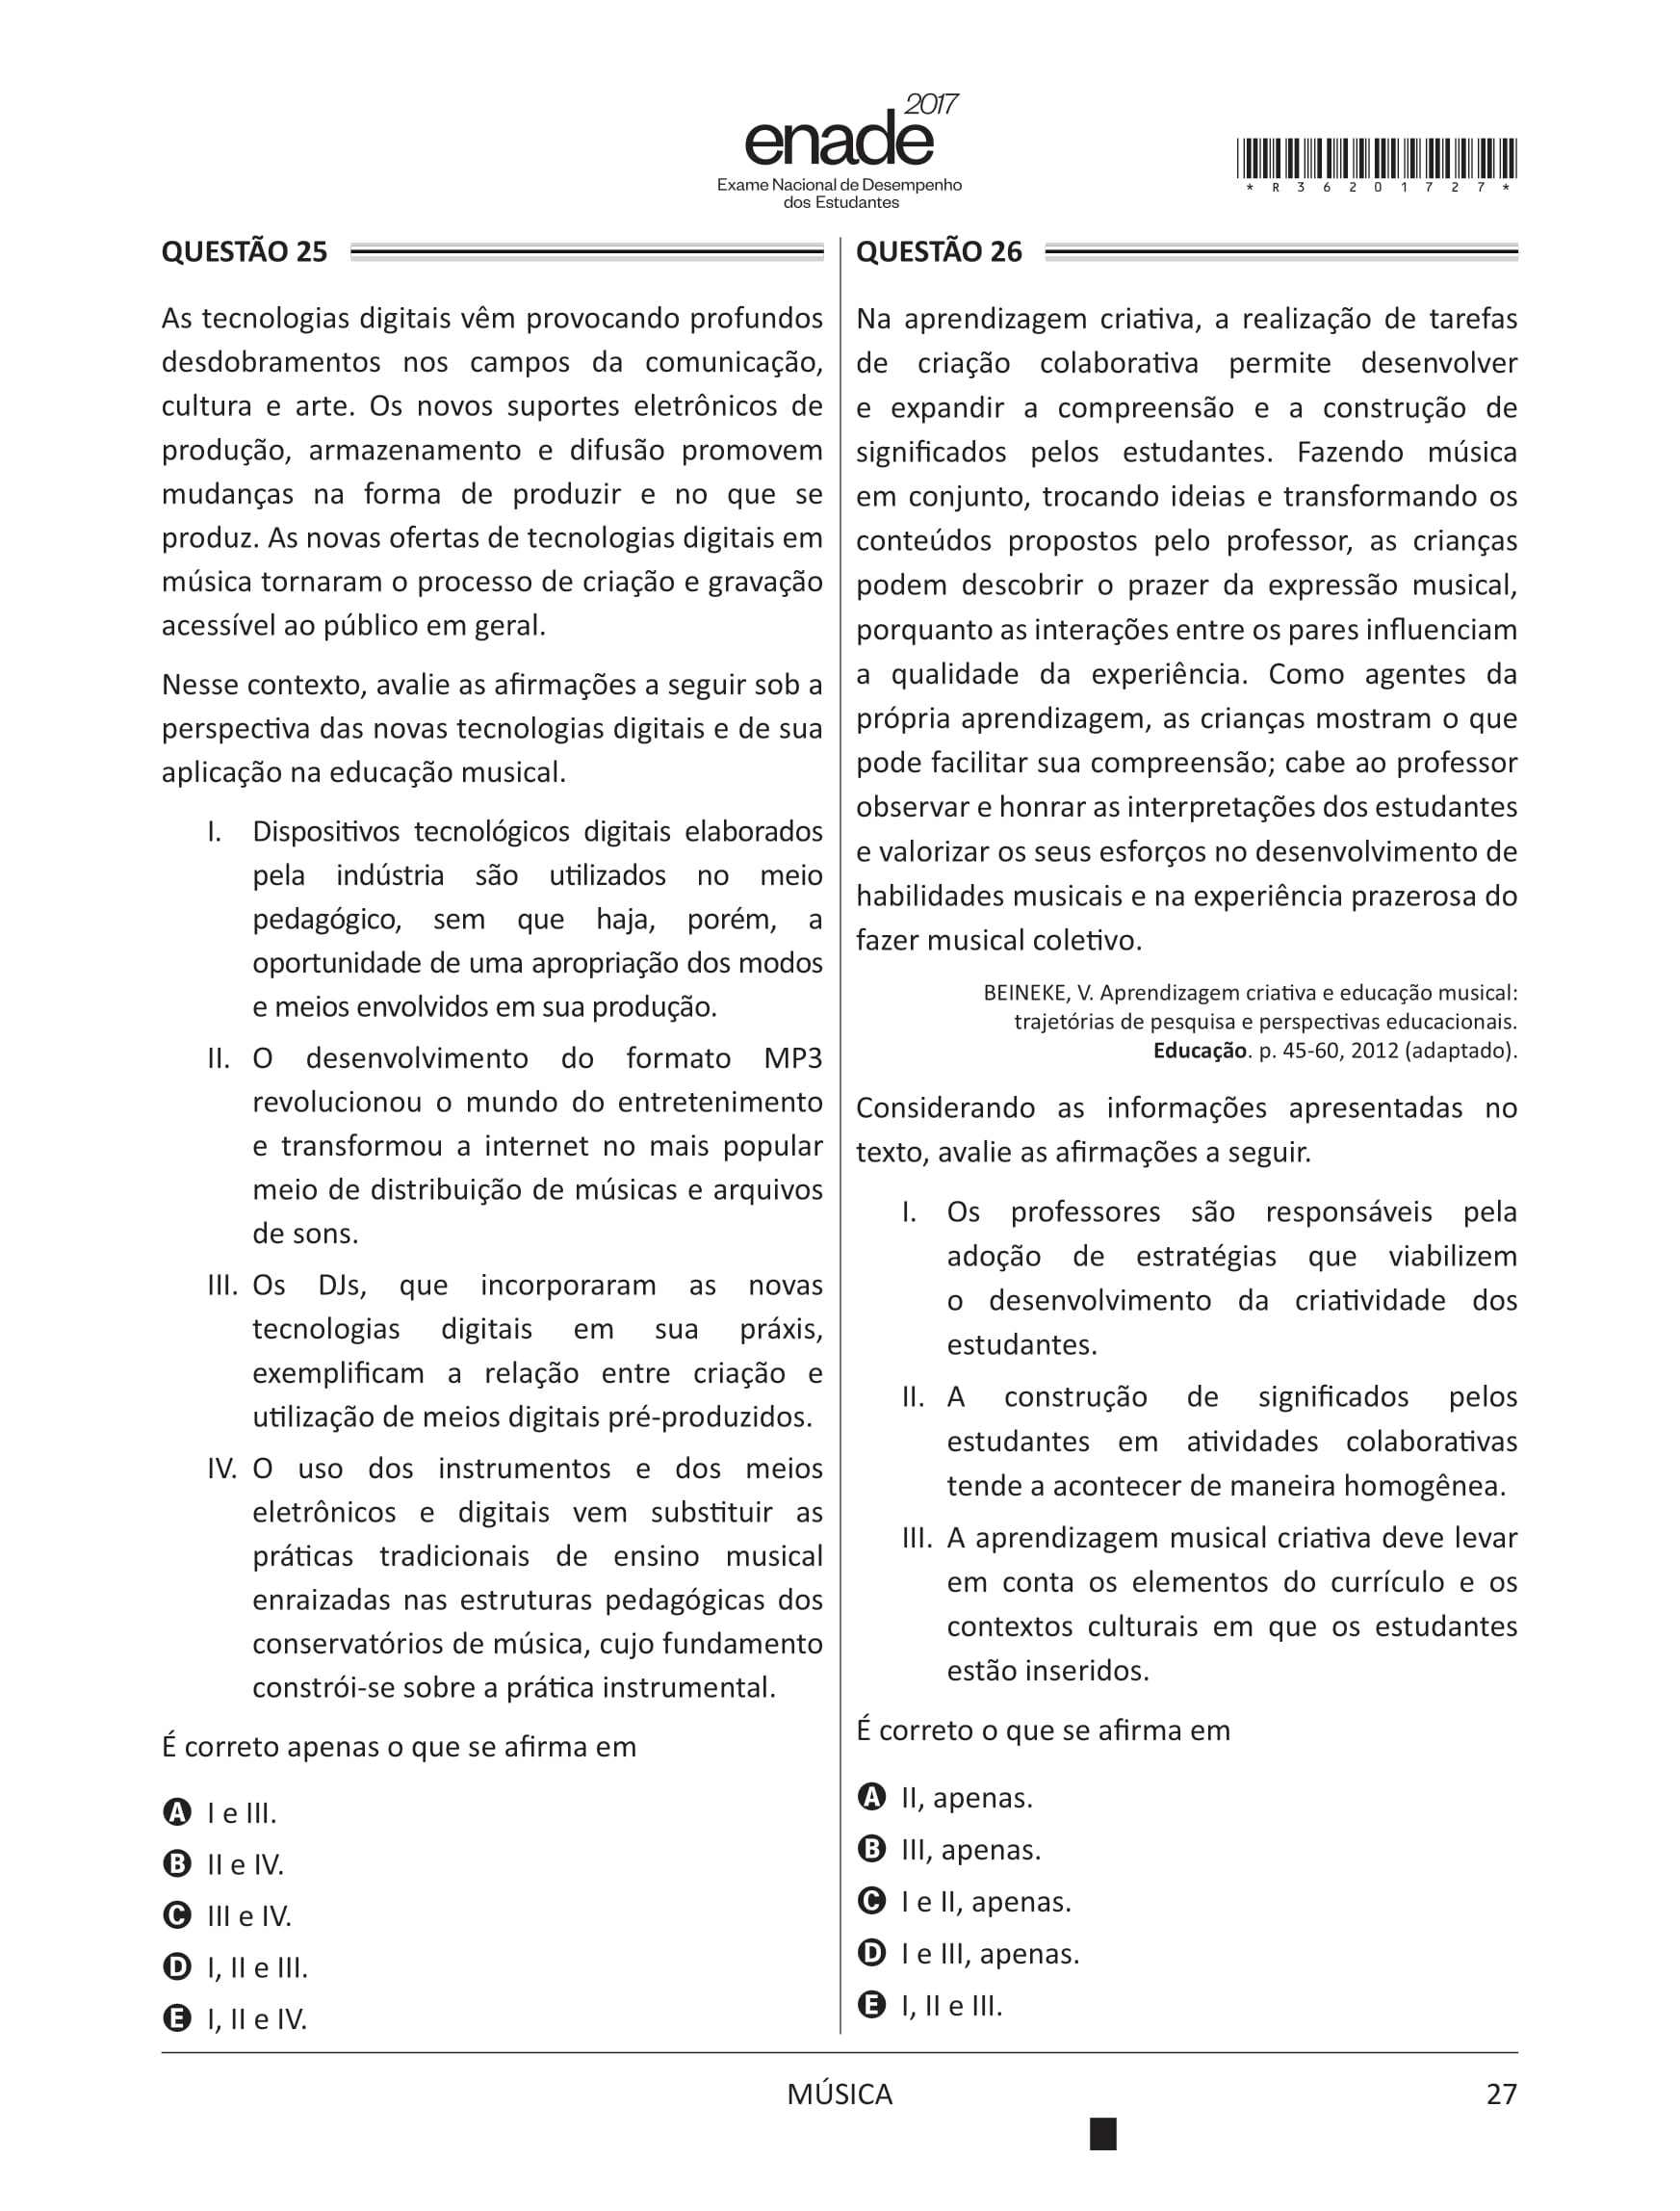 2017
enade
Exame Nacional de Desempenho
dos Estudantes
*R36201727*
QUESTÃO 25
As tecnologias digitais vêm provocando profundos
desdobramentos nos campos da comunicação,
cultura e arte. Os novos suportes eletrônicos de
produção, armazenamento e difusão promovem
mudanças na forma de produzir e no que se
produz. As novas ofertas de tecnologias digitais em
música tornaram o processo de criação e gravação
acessível ao público em geral.
Nesse contexto, avalie as afirmações a seguir sob a
perspectiva das novas tecnologias digitais e de sua
aplicação na educação musical.
I. Dispositivos tecnológicos digitais elaborados
pela indústria são utilizados no meio
pedagógico, sem que haja, porém, a
oportunidade de uma apropriação dos modos
e meios envolvidos em sua produção.
II. O desenvolvimento do formato MP3
revolucionou o mundo do entretenimento
e transformou a internet no mais popular
meio de distribuição de músicas e arquivos
de sons.
III. Os DJs, que incorporaram as novas
tecnologias digitais em sua práxis,
exemplificam a relação entre criação e
utilização de meios digitais pré-produzidos.
IV. O uso dos instrumentos e dos meios
eletrônicos e digitais vem substituir as
práticas tradicionais de ensino musical
enraizadas nas estruturas pedagógicas dos
conservatórios de música, cujo fundamento
constrói-se sobre a prática instrumental.
É correto apenas o que se afirma em
A I e III.
B II e IV.
C III e IV.
D I, II e III.
E I, II e IV.
QUESTÃO 26
Na aprendizagem criativa, a realização de tarefas
de criação colaborativa permite desenvolver
e expandir a compreensão e a construção de
significados pelos estudantes. Fazendo música
em conjunto, trocando ideias e transformando os
conteúdos propostos pelo professor, as crianças
podem descobrir o prazer da expressão musical,
porquanto as interações entre os pares influenciam
a qualidade da experiência. Como agentes da
própria aprendizagem, as crianças mostram o que
pode facilitar sua compreensão; cabe ao professor
observar e honrar as interpretações dos estudantes
e valorizar os seus esforços no desenvolvimento de
habilidades musicais e na experiência prazerosa do
fazer musical coletivo.
BEINEKE, V. Aprendizagem criativa e educação musical:
trajetórias de pesquisa e perspectivas educacionais.
Educação. p. 45-60, 2012 (adaptado).
Considerando as informações apresentadas no
texto, avalie as afirmações a seguir.
I. Os professores são responsáveis pela
adoção de estratégias que viabilizem
o desenvolvimento da criatividade dos
estudantes.
II. A construção de significados pelos
estudantes em atividades colaborativas
tende a acontecer de maneira homogênea.
III. A aprendizagem musical criativa deve levar
em conta os elementos do currículo e os
contextos culturais em que os estudantes
estão inseridos.
É correto o que se afirma em
A II, apenas.
B III, apenas.
C I e II, apenas.
D I e III, apenas.
E I, II e III.
MÚSICA
27